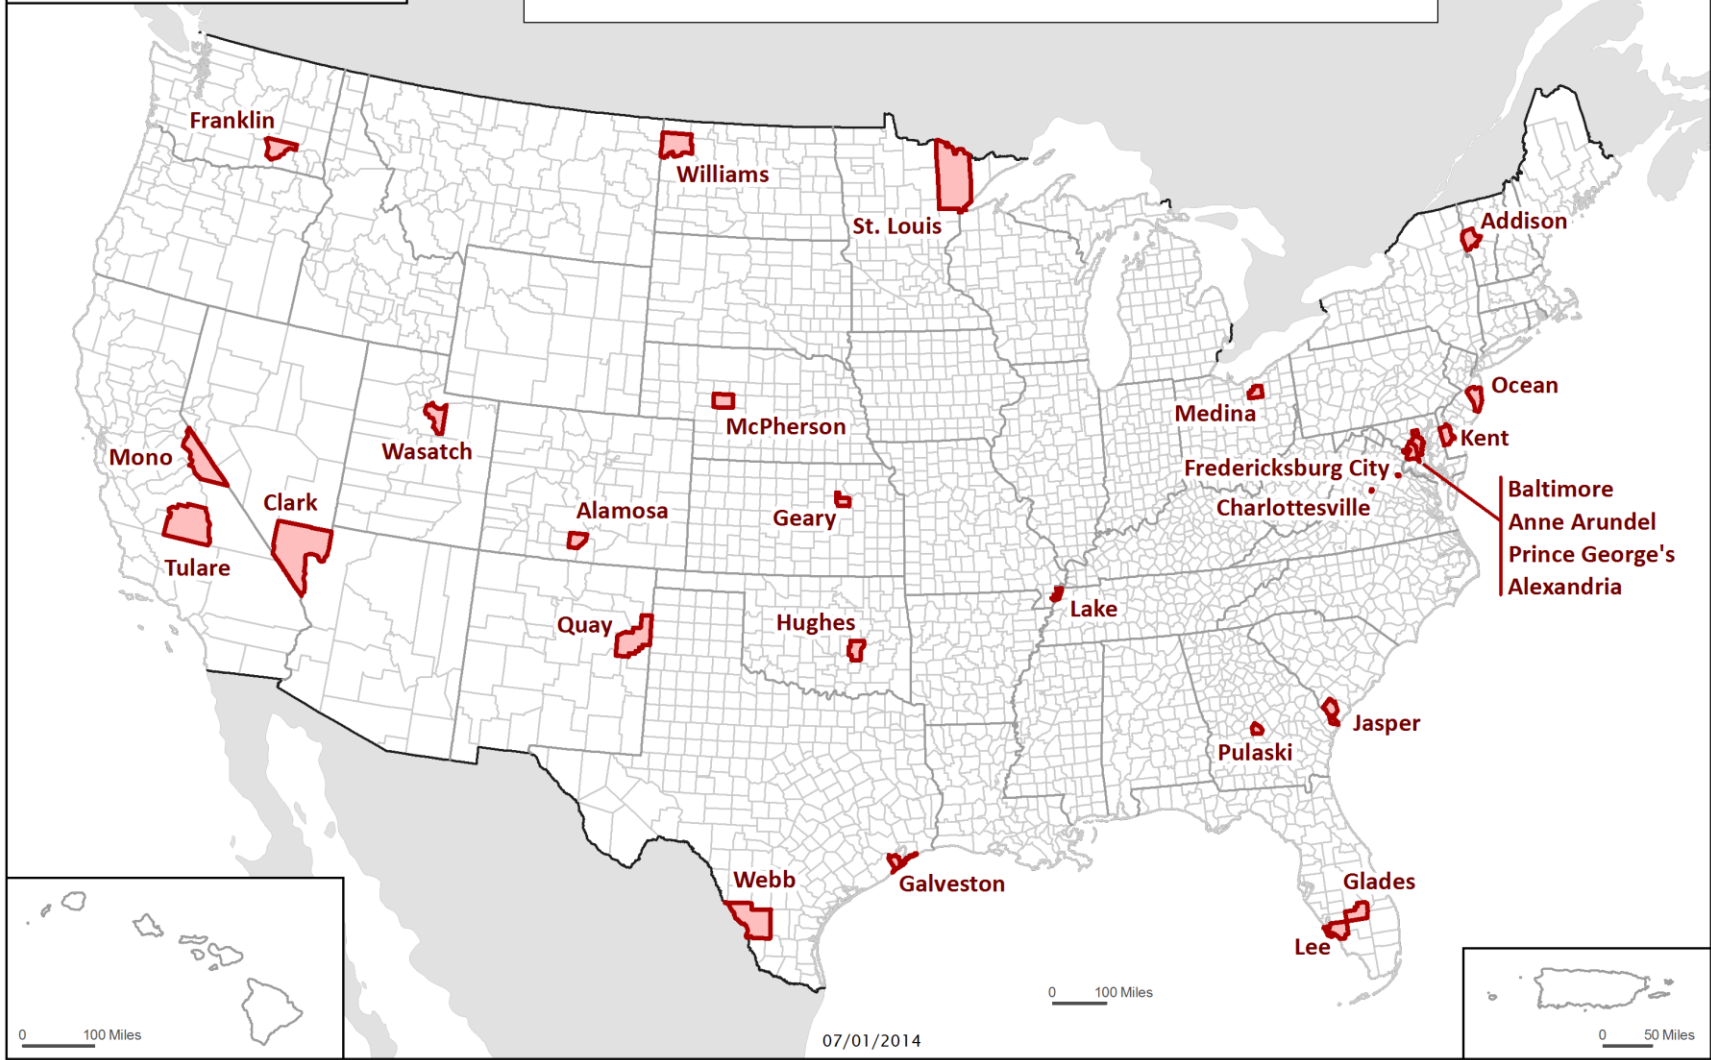 Franklin
Williams
St. Louis
Addison
Ocean
McPherson
Medina
Kent
Wasatch
Mono
Fredericksburg City
Charlottesville
Baltimore
Anne Arundel
Prince George's
Alexandria
Clark
Alamosa
Geary
Tulare
Lake
Quay
Hughes
Jasper
Pulaski
Webb
Galveston
Glades
Lee
0 100 Miles
0 100 Miles
0 50 Miles
07/01/2014